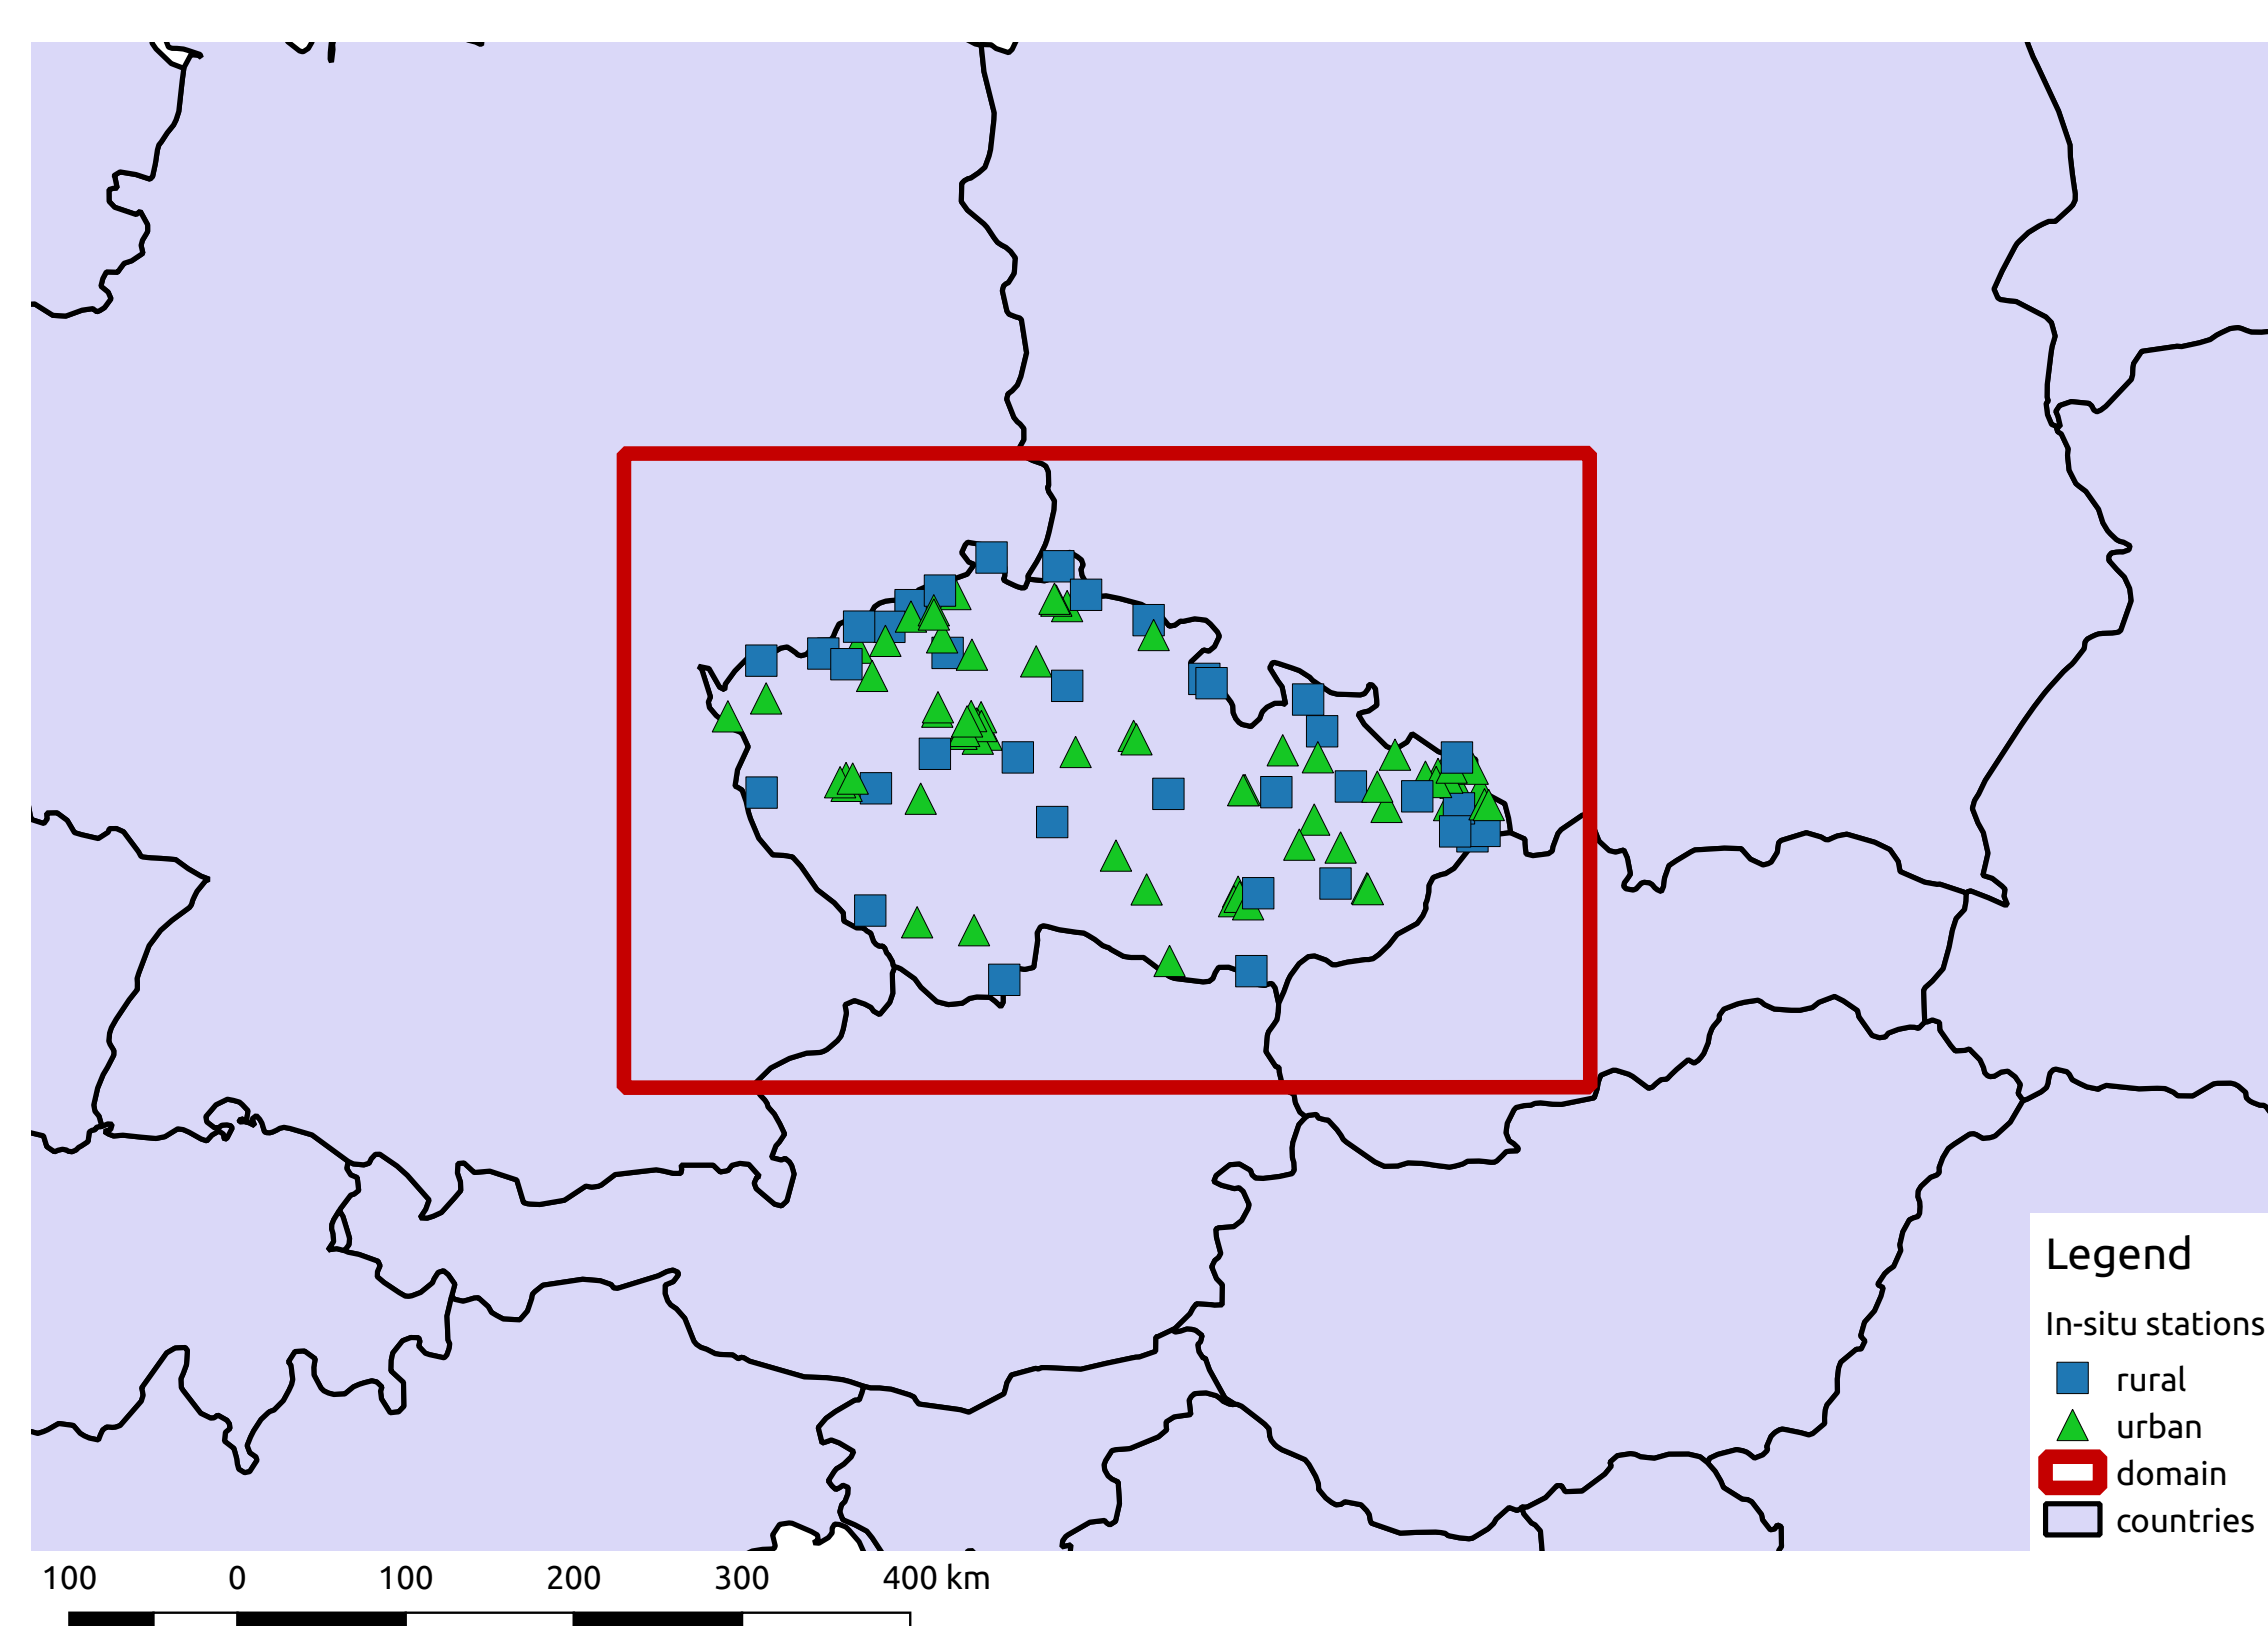 Legend
In-situ stations
rural
urban
domain
countries
100 0 100 200 300 400 km